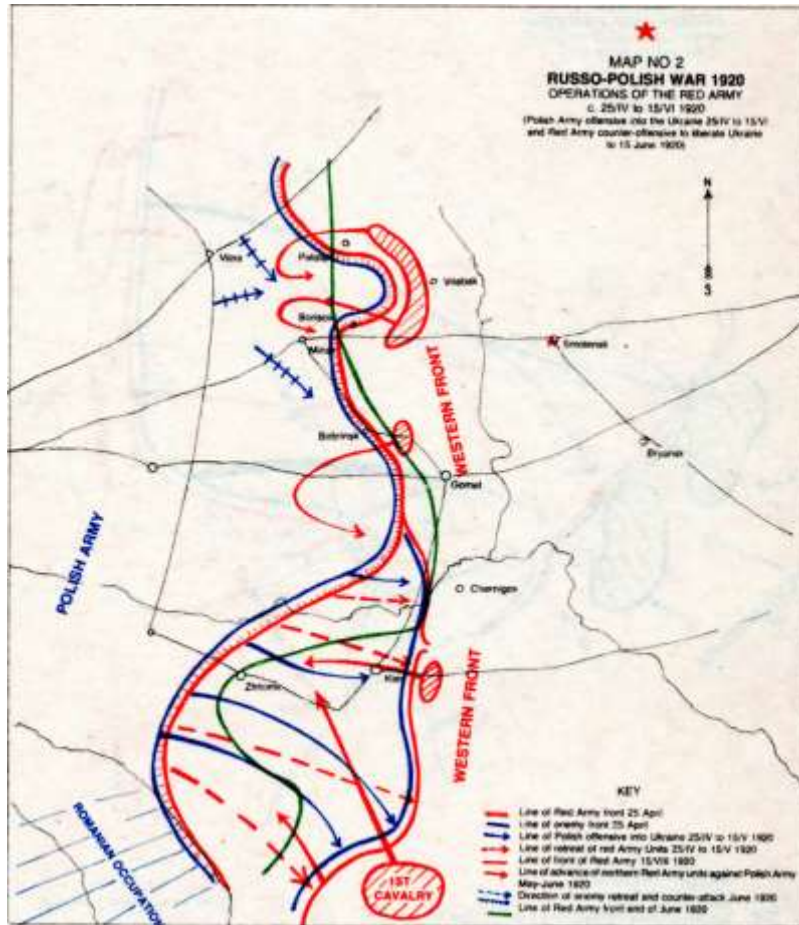 MAP NO 2
RUSSO-POLISH WAR 1920
OPERATIONS OF THE RED ARMY
c. 25/IV to 15/VI 1920
(Polish Army offensive into the Ukraine 25/IV to 15/VI
and Red Army counter-offensive to liberate Ukraine
to 15 June 1920)
N
S
Vilna
Polotsk
Vitebsk
Borisov
Minsk
Smolensk
WESTERN FRONT
Bobrinsk
Bryansk
Gomel
POLISH ARMY
Chernigov
Kiev
Zhitomir
WESTERN FRONT
ROMANIAN OCCUPATION
1ST
CAVALRY
KEY
Line of Red Army front 25 April
Line of enemy front 25 April
Line of Polish offensive into Ukraine 25/IV to 15/V 1920
Line of retreat of red Army Units 25/IV to 15/V 1920
Line of front of Red Army 15/VIII 1920
Line of advance of northern Red Army units against Polish Army
May-June 1920
Direction of enemy retreat and counter-attack June 1920
Line of Red Army front end of June 1920